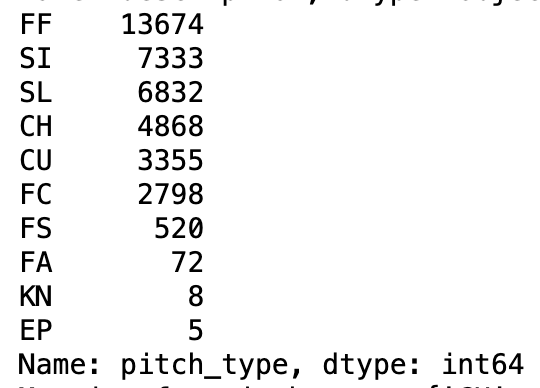 FF 13674
SI 7333
SL 6832
CH 4868
CU 3355
FC 2798
FS 520
FA 72
KN 8
EP 5
Name: pitch_type, dtype: int64